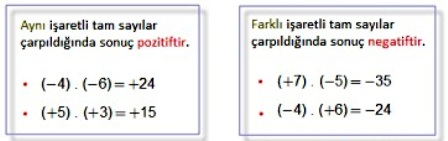 Aynı işaretli tam sayılar
çarpıldığında sonuç pozitiftir.
• (−4) . (−6)= +24
• (+5) . (+3)= +15
Farklı işaretli tam sayılar
çarpıldığında sonuç negatiftir.
• (+7) . (−5)= −35
• (−4) . (+6)= −24